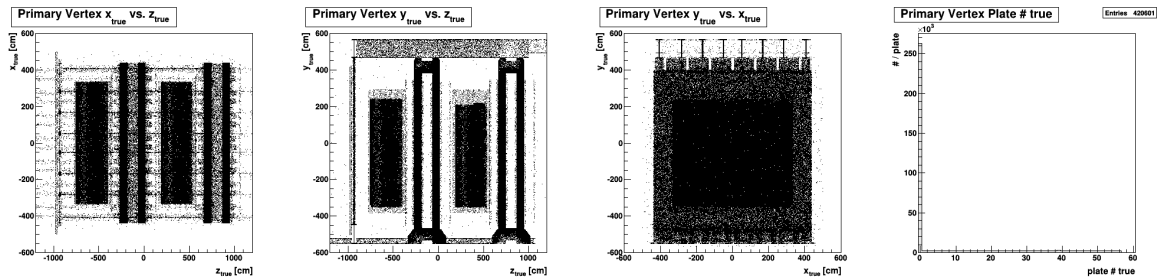 Primary Vertex x_true vs. z_true
x_true [cm]
600
400
200
0
-200
-400
-600
-1000 -500 0 500 1000
z_true [cm]
Primary Vertex y_true vs. z_true
y_true [cm]
600
400
200
0
-200
-400
-600
-1000 -500 0 500 1000
z_true [cm]
Primary Vertex y_true vs. x_true
y_true [cm]
600
400
200
0
-200
-400
-600
-600 -400 -200 0 200 400 600
x_true [cm]
Primary Vertex Plate # true
Entries 420601
×10³
# / plate
250
200
150
100
50
0
0 10 20 30 40 50 60
plate # true